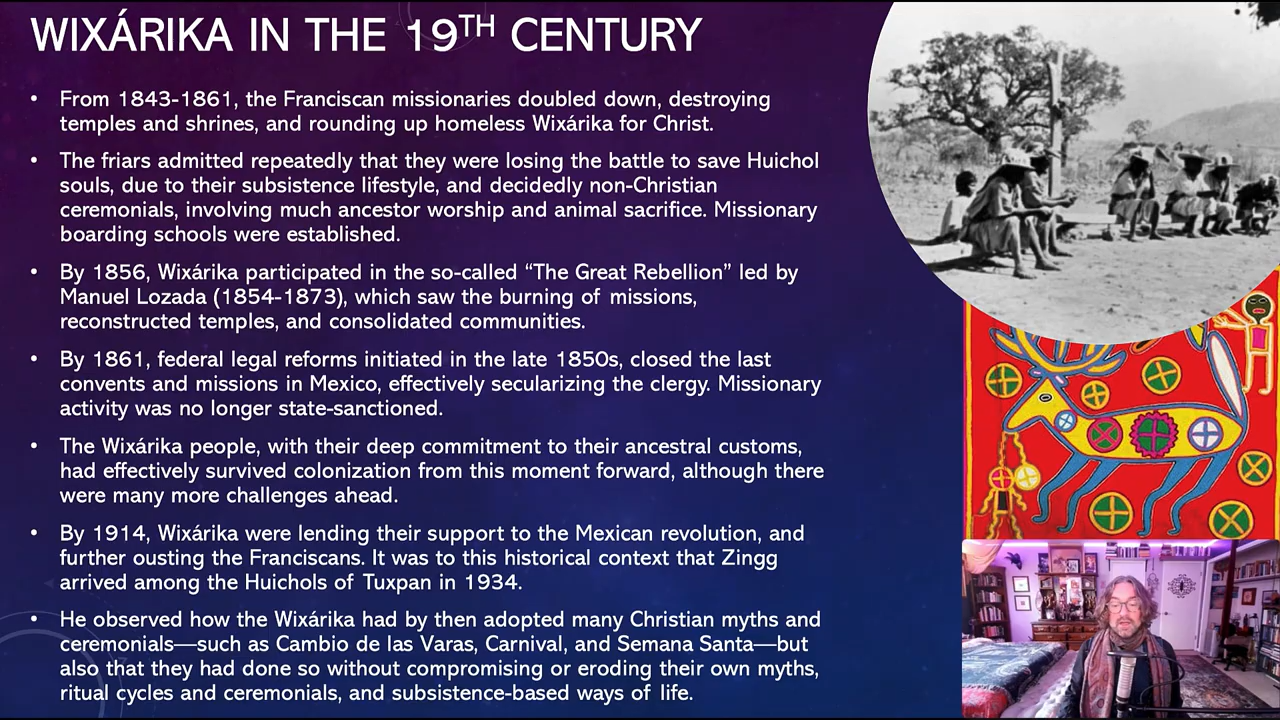 WIXÁRIKA IN THE 19TH CENTURY
• From 1843-1861, the Franciscan missionaries doubled down, destroying
temples and shrines, and rounding up homeless Wixárika for Christ.
• The friars admitted repeatedly that they were losing the battle to save Huichol
souls, due to their subsistence lifestyle, and decidedly non-Christian
ceremonials, involving much ancestor worship and animal sacrifice. Missionary
boarding schools were established.
• By 1856, Wixárika participated in the so-called “The Great Rebellion” led by
Manuel Lozada (1854-1873), which saw the burning of missions,
reconstructed temples, and consolidated communities.
• By 1861, federal legal reforms initiated in the late 1850s, closed the last
convents and missions in Mexico, effectively secularizing the clergy. Missionary
activity was no longer state-sanctioned.
• The Wixárika people, with their deep commitment to their ancestral customs,
had effectively survived colonization from this moment forward, although there
were many more challenges ahead.
• By 1914, Wixárika were lending their support to the Mexican revolution, and
further ousting the Franciscans. It was to this historical context that Zingg
arrived among the Huichols of Tuxpan in 1934.
• He observed how the Wixárika had by then adopted many Christian myths and
ceremonials—such as Cambio de las Varas, Carnival, and Semana Santa—but
also that they had done so without compromising or eroding their own myths,
ritual cycles and ceremonials, and subsistence-based ways of life.